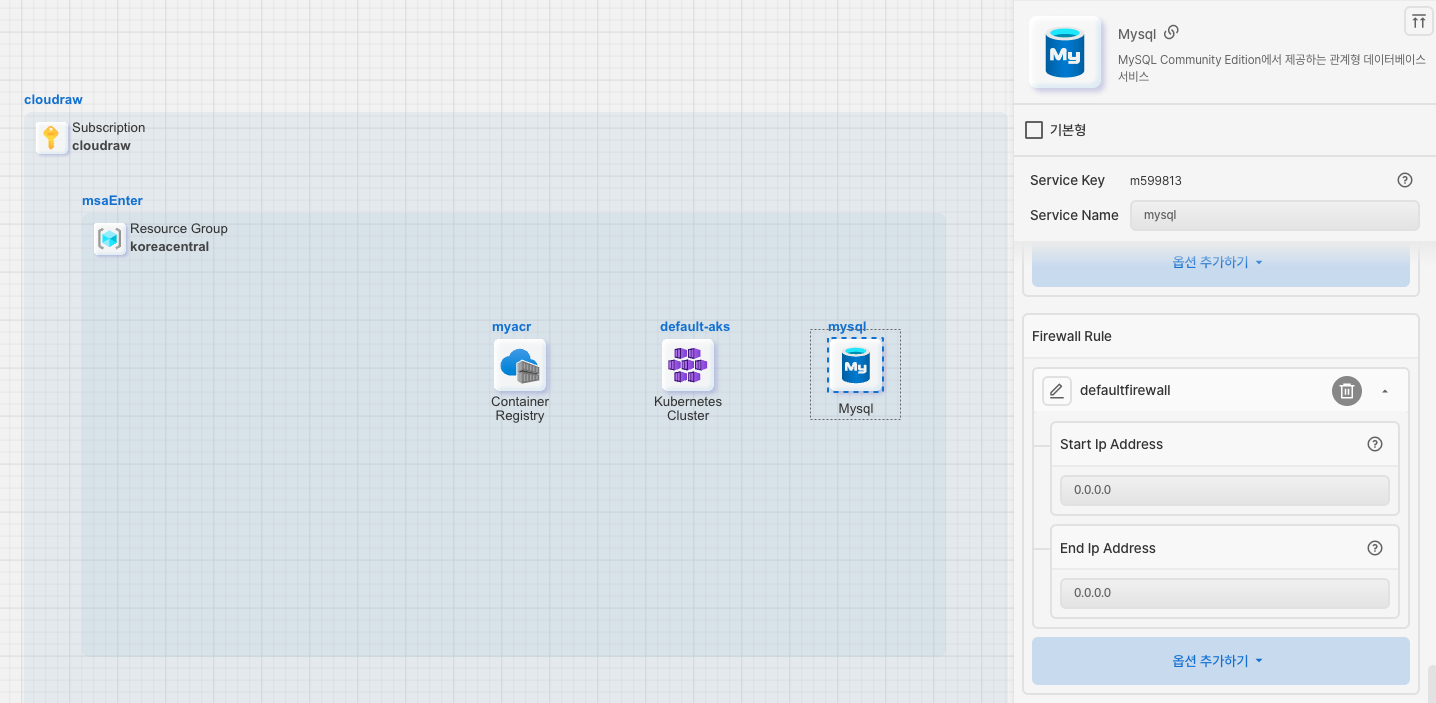 cloudraw
Subscription
cloudraw
msaEnter
Resource Group
koreacentral
myacr
Container
Registry
default-aks
Kubernetes
Cluster
mysql
My
Mysql
My
Mysql
MySQL Community Edition에서 제공하는 관계형 데이터베이스
서비스
기본형
Service Key m599813
Service Name mysql
옵션 추가하기
Firewall Rule
defaultfirewall
Start Ip Address
0.0.0.0
End Ip Address
0.0.0.0
옵션 추가하기